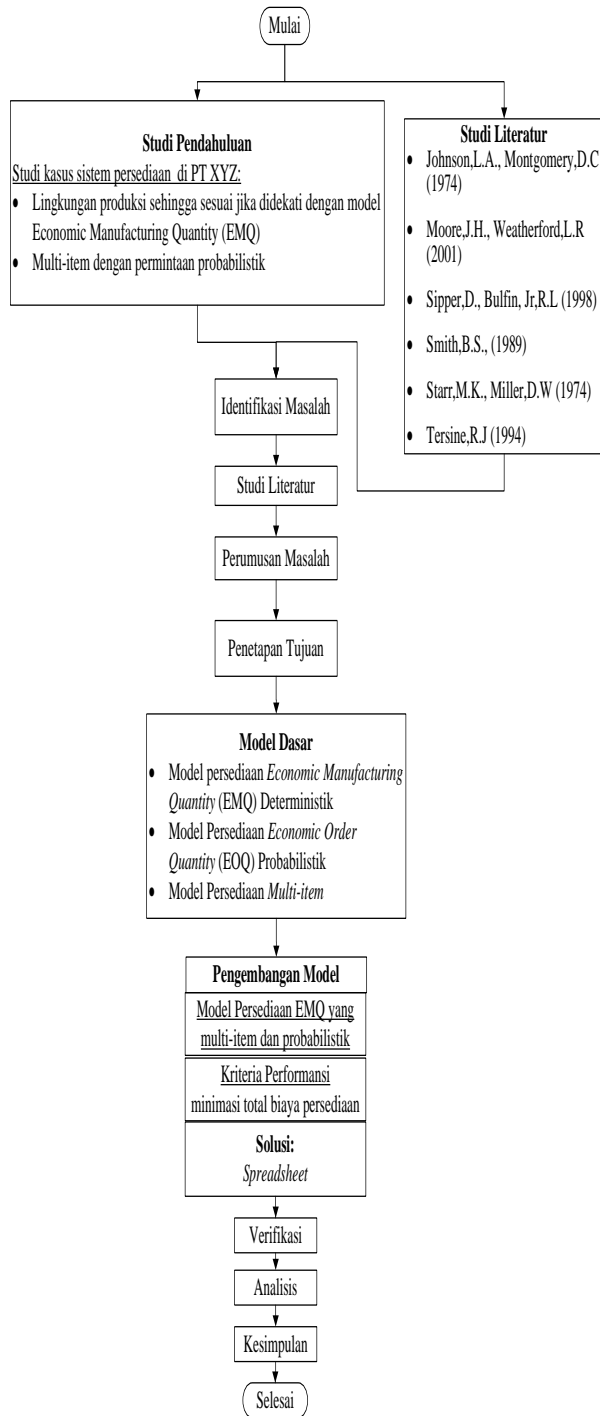 Mulai
Studi Pendahuluan
Studi kasus sistem persediaan di PT XYZ:
• Lingkungan produksi sehingga sesuai jika didekati dengan model
Economic Manufacturing Quantity (EMQ)
• Multi-item dengan permintaan probabilistik
Studi Literatur
• Johnson,L.A., Montgomery,D.C
(1974)
• Moore,J.H., Weatherford,L.R
(2001)
• Sipper,D., Bulfin, Jr,R.L (1998)
• Smith,B.S., (1989)
• Starr,M.K., Miller,D.W (1974)
• Tersine,R.J (1994)
Identifikasi Masalah
Studi Literatur
Perumusan Masalah
Penetapan Tujuan
Model Dasar
• Model persediaan Economic Manufacturing
Quantity (EMQ) Deterministik
• Model Persediaan Economic Order
Quantity (EOQ) Probabilistik
• Model Persediaan Multi-item
Pengembangan Model
Model Persediaan EMQ yang
multi-item dan probabilistik
Kriteria Performansi
minimasi total biaya persediaan
Solusi:
Spreadsheet
Verifikasi
Analisis
Kesimpulan
Selesai